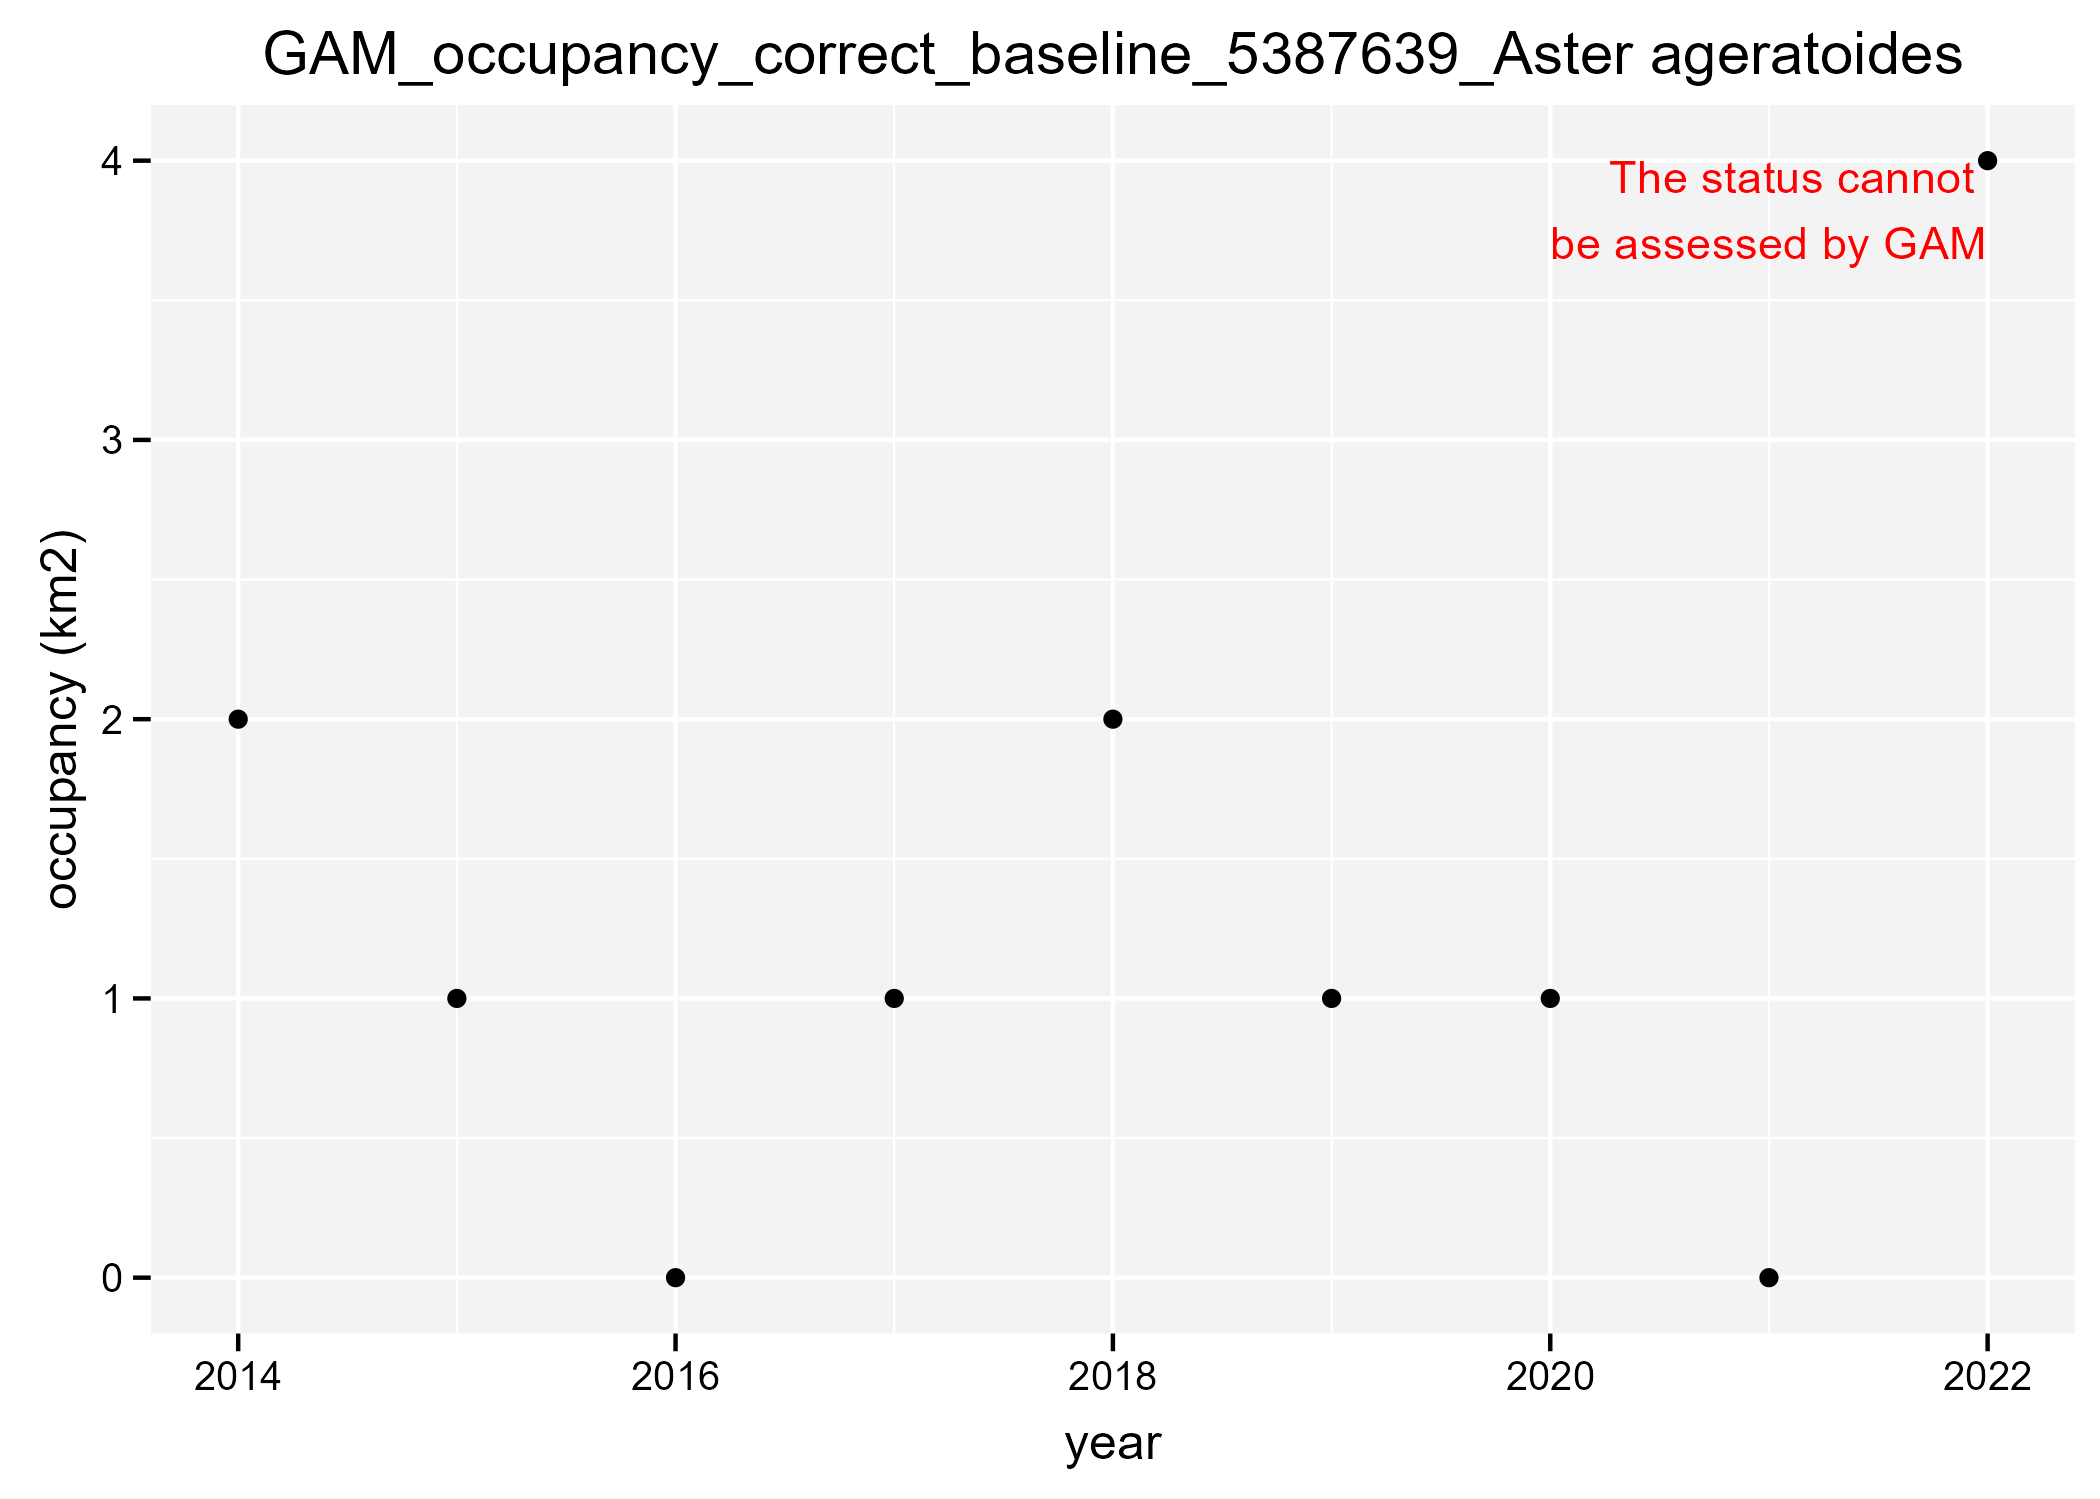 GAM_occupancy_correct_baseline_5387639_Aster ageratoides
4
The status cannot
be assessed by GAM
3
occupancy (km2)
2
1
0
2014 2016 2018 2020 2022
year